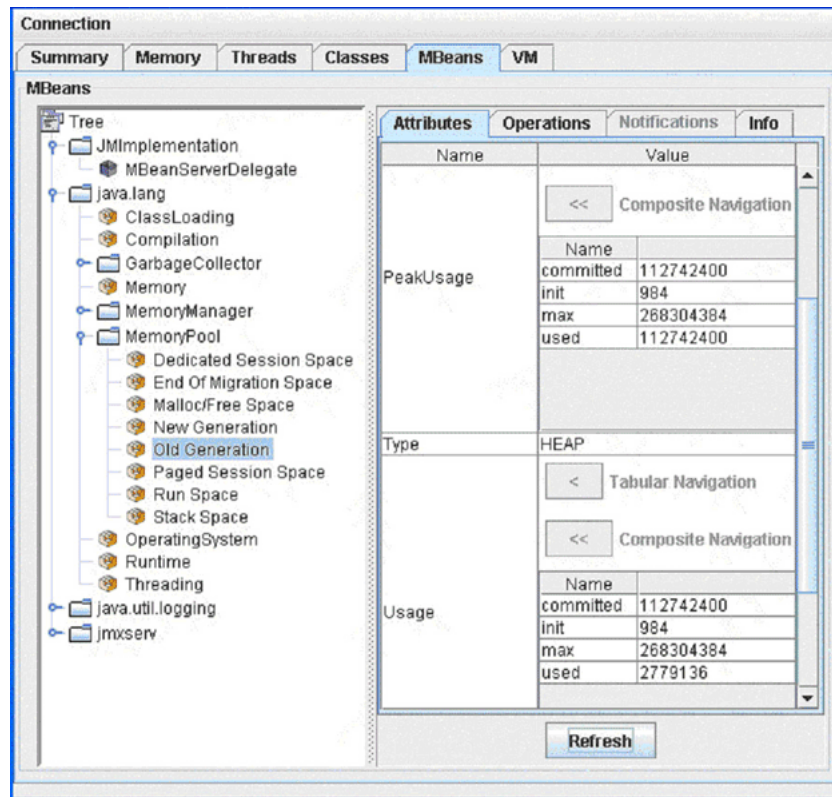 Connection
Summary Memory Threads Classes MBeans VM
MBeans
Tree
JMImplementation
MBeanServerDelegate
java.lang
ClassLoading
Compilation
GarbageCollector
Memory
MemoryManager
MemoryPool
Dedicated Session Space
End Of Migration Space
Malloc/Free Space
New Generation
Old Generation
Paged Session Space
Run Space
Stack Space
OperatingSystem
Runtime
Threading
java.util.logging
jmxserv
Attributes Operations Notifications Info
Name Value
<< Composite Navigation
PeakUsage
Name
committed 112742400
init 984
max 268304384
used 112742400
Type HEAP
< Tabular Navigation
<< Composite Navigation
Usage
Name
committed 112742400
init 984
max 268304384
used 2779136
Refresh